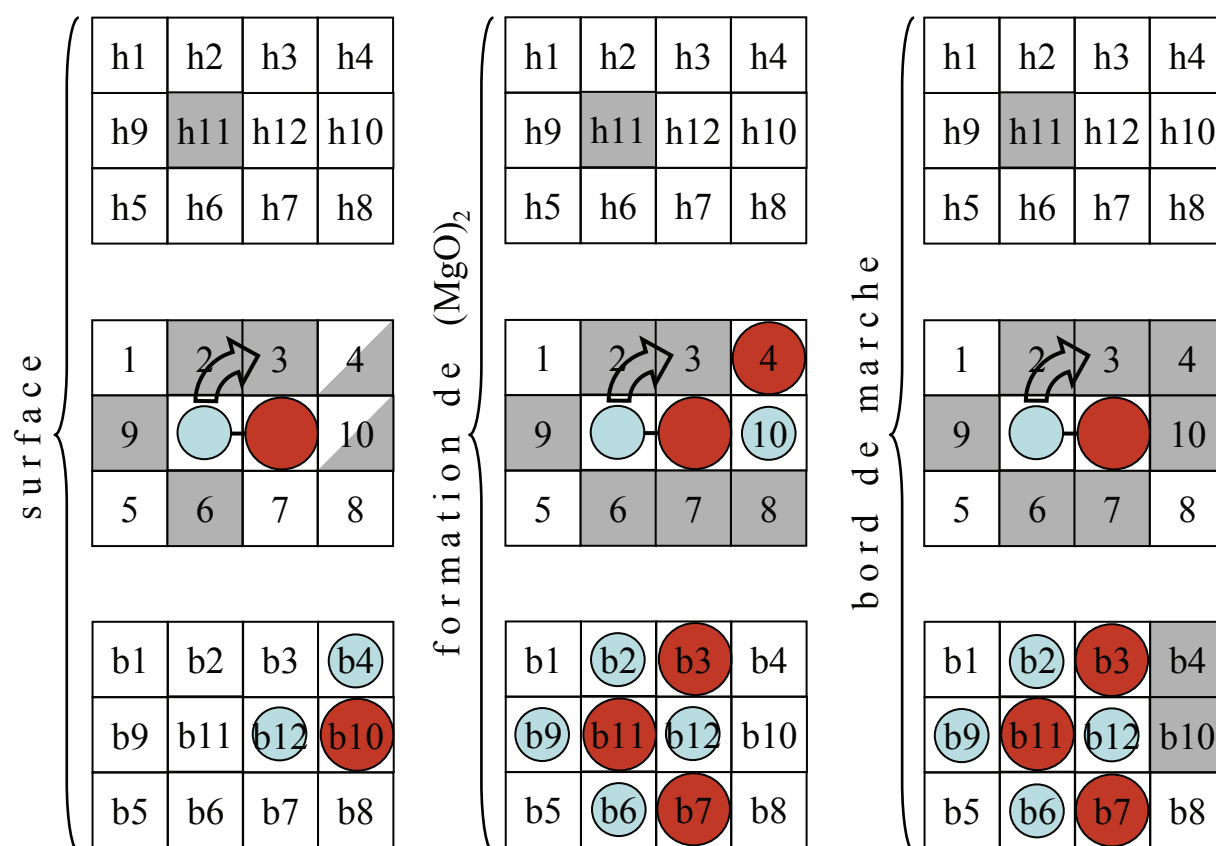 surface
h1 h2 h3 h4
h9 h11 h12 h10
h5 h6 h7 h8
1 2 3 4
9 10
5 6 7 8
b1 b2 b3 b4
b9 b11 b12 b10
b5 b6 b7 b8
formation de (MgO)₂
h1 h2 h3 h4
h9 h11 h12 h10
h5 h6 h7 h8
1 2 3 4
9 10
5 6 7 8
b1 b2 b3 b4
b9 b11 b12 b10
b5 b6 b7 b8
bord de marche
h1 h2 h3 h4
h9 h11 h12 h10
h5 h6 h7 h8
1 2 3 4
9 10
5 6 7 8
b1 b2 b3 b4
b9 b11 b12 b10
b5 b6 b7 b8